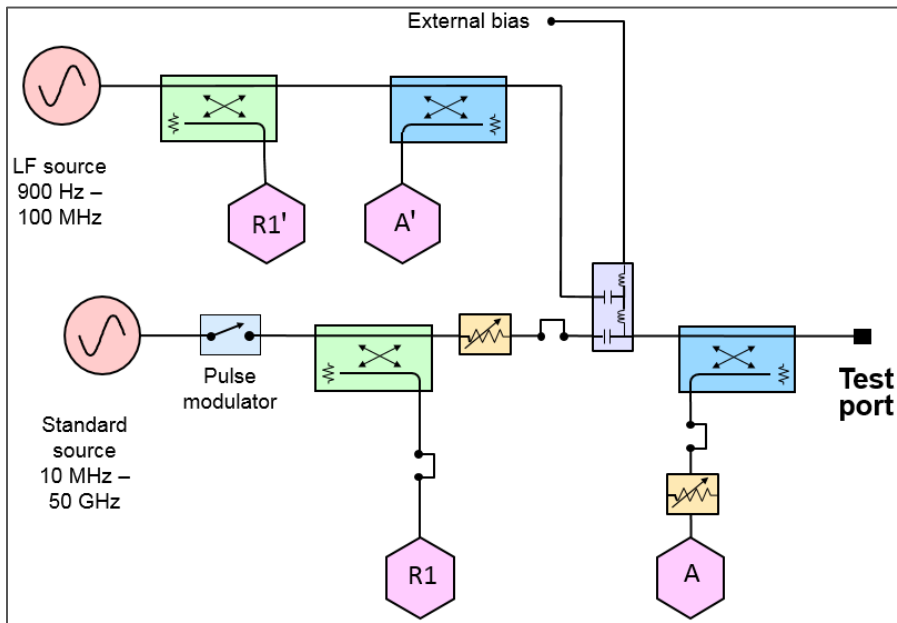 External bias
LF source
900 Hz –
100 MHz
R1'
A'
Pulse
modulator
Standard
source
10 MHz –
50 GHz
Test
port
R1
A